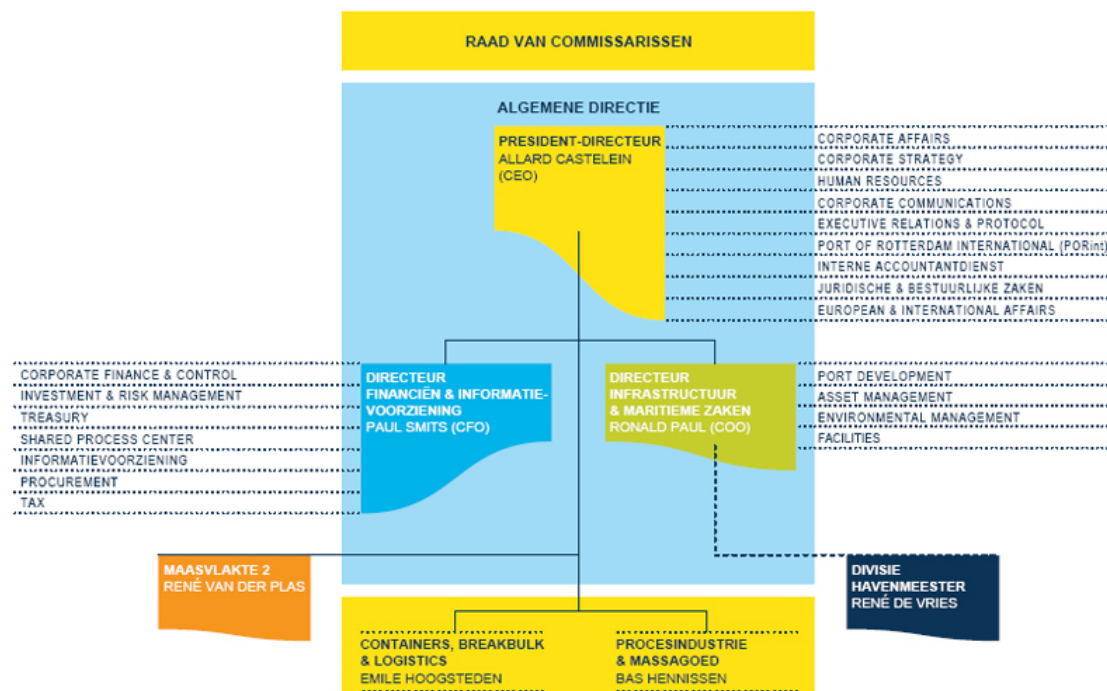 RAAD VAN COMMISSARISSEN
ALGEMENE DIRECTIE
PRESIDENT-DIRECTEUR
ALLARD CASTELEIN
(CEO)
CORPORATE AFFAIRS
CORPORATE STRATEGY
HUMAN RESOURCES
CORPORATE COMMUNICATIONS
EXECUTIVE RELATIONS & PROTOCOL
PORT OF ROTTERDAM INTERNATIONAL (PORint)
INTERNE ACCOUNTANTDIENST
JURIDISCHE & BESTUURLIJKE ZAKEN
EUROPEAN & INTERNATIONAL AFFAIRS
CORPORATE FINANCE & CONTROL
INVESTMENT & RISK MANAGEMENT
TREASURY
SHARED PROCESS CENTER
INFORMATIEVOORZIENING
PROCUREMENT
TAX
DIRECTEUR
FINANCIËN & INFORMATIE-
VOORZIENING
PAUL SMITS (CFO)
DIRECTEUR
INFRASTRUCTUUR
& MARITIEME ZAKEN
RONALD PAUL (COO)
PORT DEVELOPMENT
ASSET MANAGEMENT
ENVIRONMENTAL MANAGEMENT
FACILITIES
MAASVLAKTE 2
RENÉ VAN DER PLAS
DIVISIE
HAVENMEESTER
RENÉ DE VRIES
CONTAINERS, BREAKBULK
& LOGISTICS
EMILE HOOGSTEDEN
PROCESINDUSTRIE
& MASSAGOED
BAS HENNISSEN